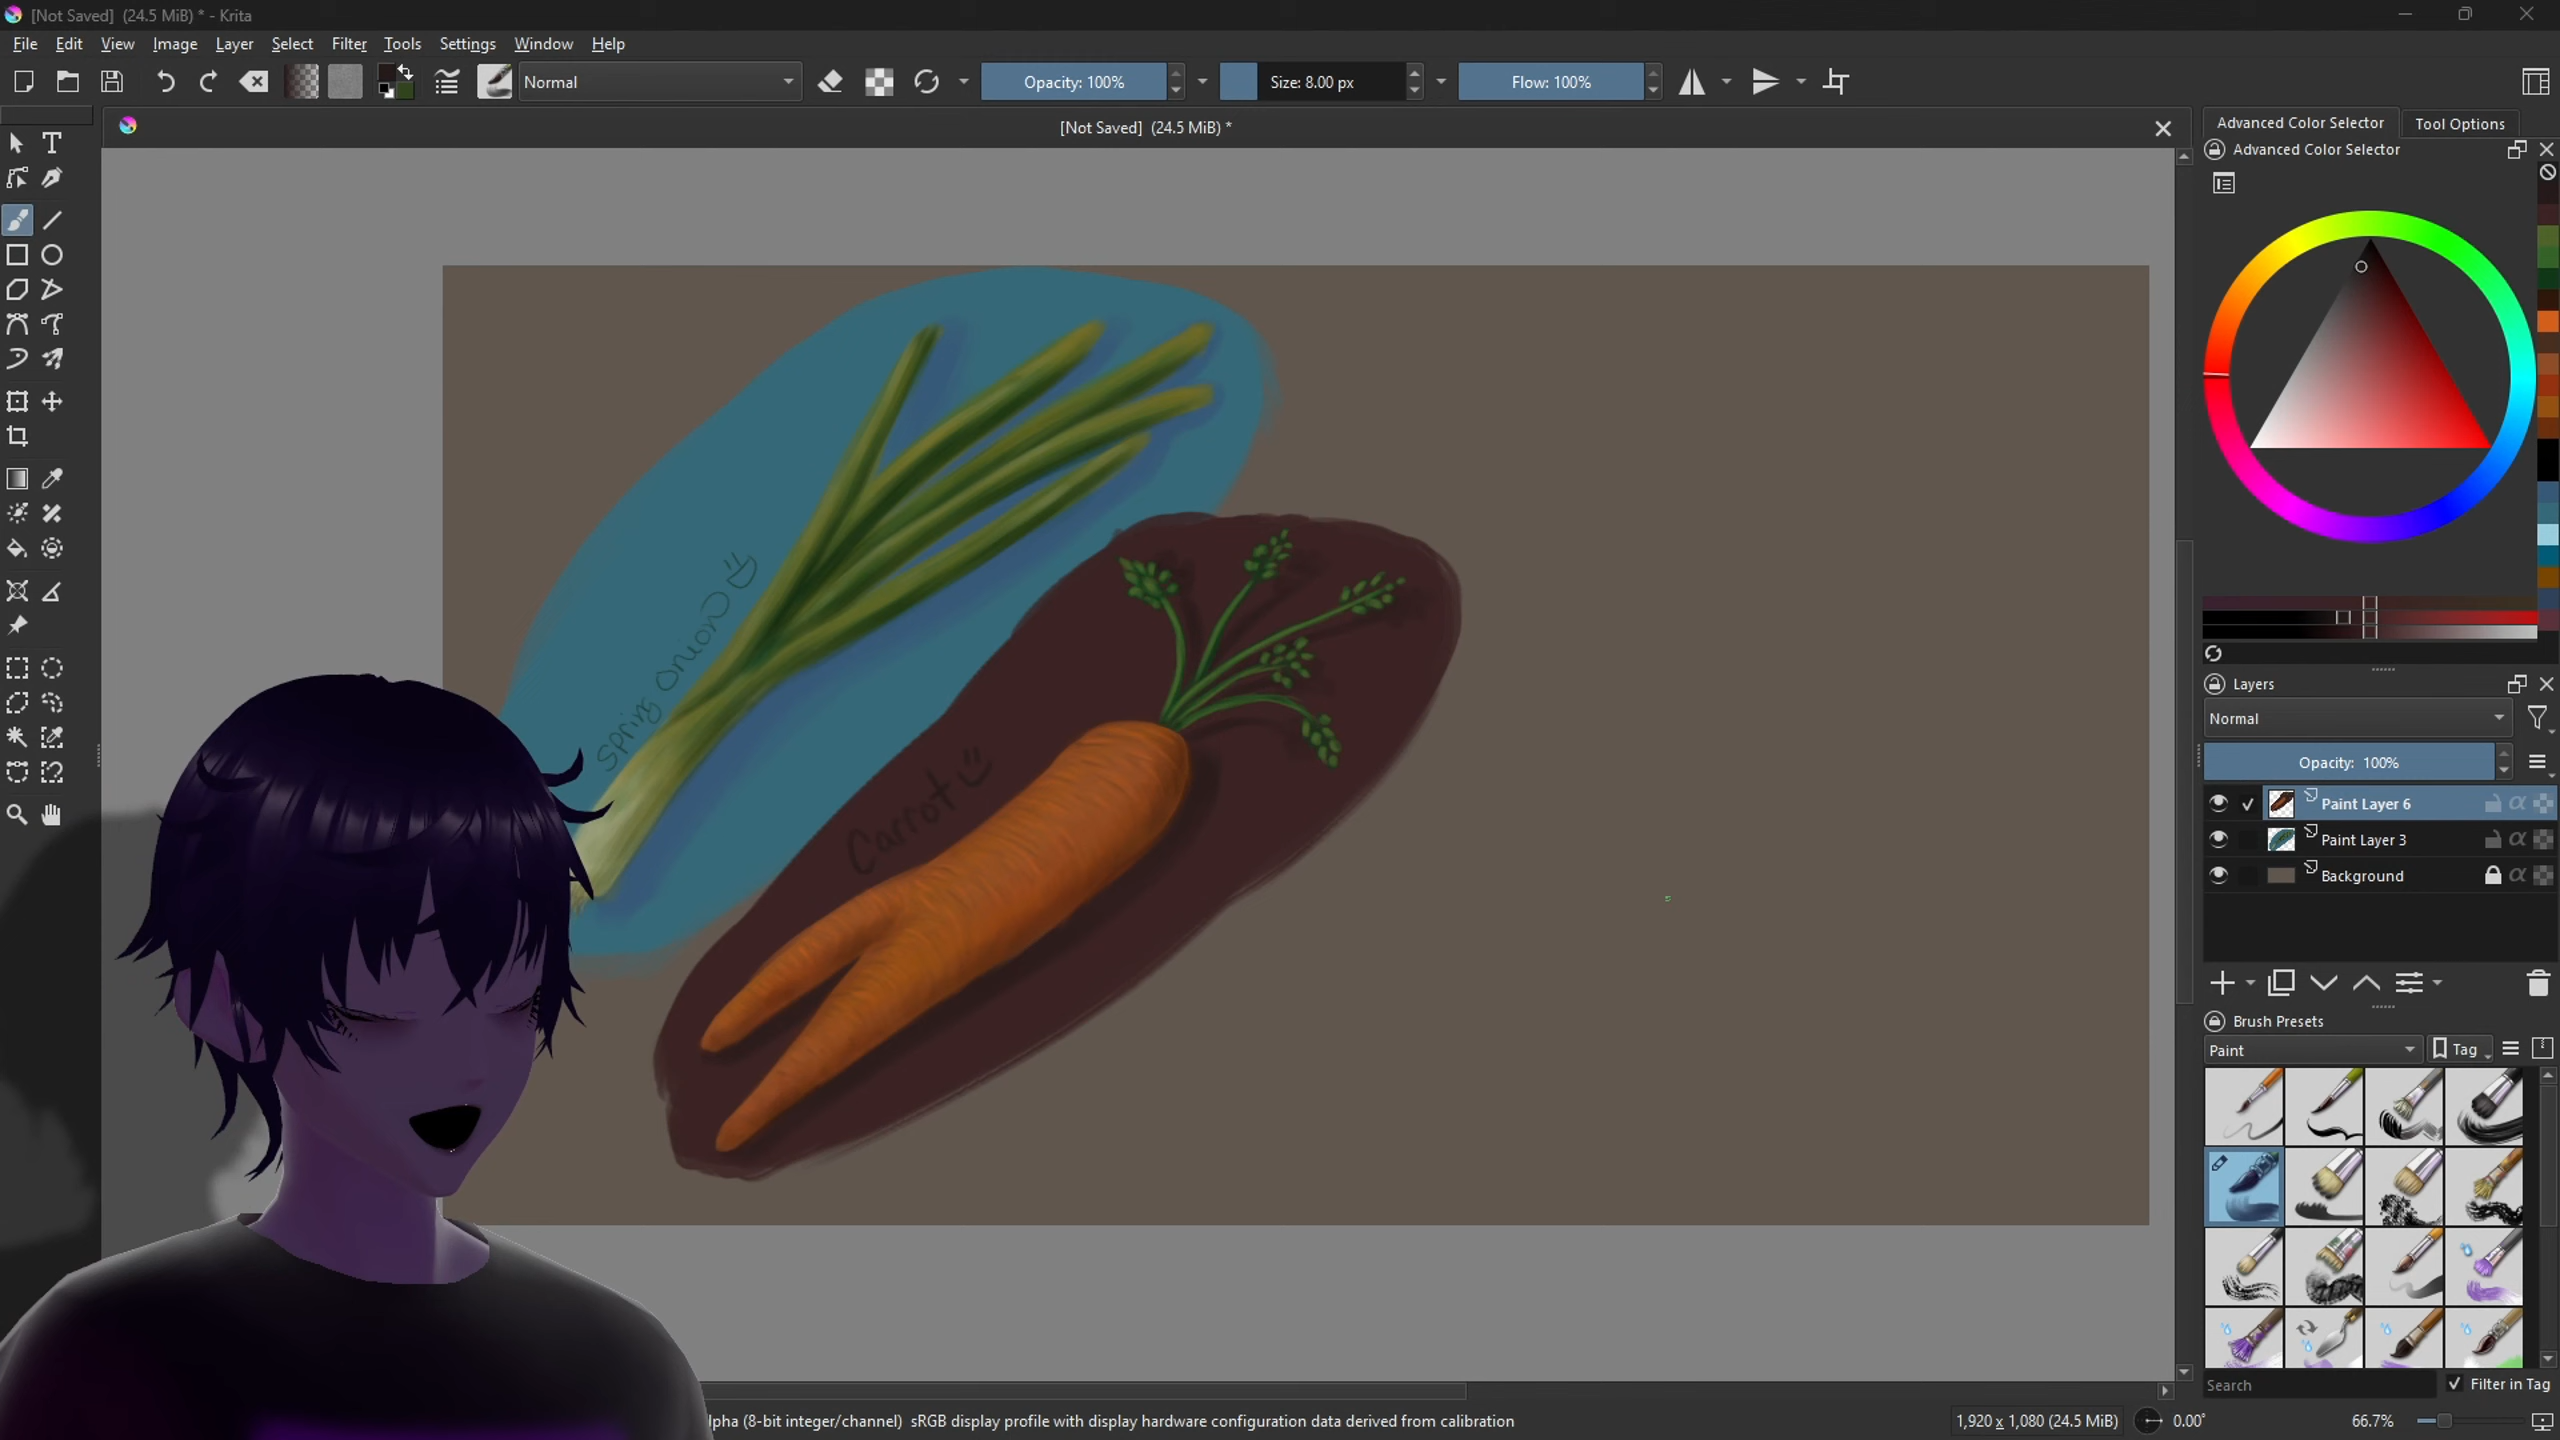 [Not Saved] (24.5 MiB) * - Krita
File Edit View Image Layer Select Filter Tools Settings Window Help
Normal Opacity: 100% Size: 8.00 px Flow: 100%
[Not Saved] (24.5 MiB) *
Advanced Color Selector Tool Options
Advanced Color Selector
Spring onion
Carrot
Layers
Normal
Opacity: 100%
Paint Layer 6
Paint Layer 3
Background
Brush Presets
Paint Tag
Search Filter in Tag
lpha (8-bit integer/channel) sRGB display profile with display hardware configuration data derived from calibration
1,920 x 1,080 (24.5 MiB) 0.00° 66.7%